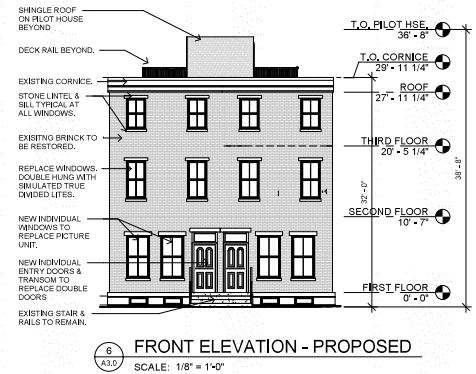 SHINGLE ROOF
ON PILOT HOUSE
BEYOND
DECK RAIL BEYOND.
EXISTING CORNICE.
STONE LINTEL &
SILL TYPICAL AT
ALL WINDOWS.
EXISITNG BRINCK TO
BE RESTORED.
REPLACE WINDOWS.
DOUBLE HUNG WITH
SIMULATED TRUE
DIVIDED LITES.
NEW INDIVIDUAL
WINDOWS TO
REPLACE PICTURE
UNIT.
NEW INDIVIDUAL
ENTRY DOORS &
TRANSOM TO
REPLACE DOUBLE
DOORS
EXISTING STAIR &
RAILS TO REMAIN.
T.O. PILOT HSE.
36' - 8"
T.O. CORNICE
29' - 11 1/4"
ROOF
27' - 11 1/4"
THIRD FLOOR
20' - 5 1/4"
SECOND FLOOR
10' - 7"
FIRST FLOOR
0' - 0"
32' - 0"
38' - 8"
6
A3.0
FRONT ELEVATION - PROPOSED
SCALE: 1/8" = 1'-0"